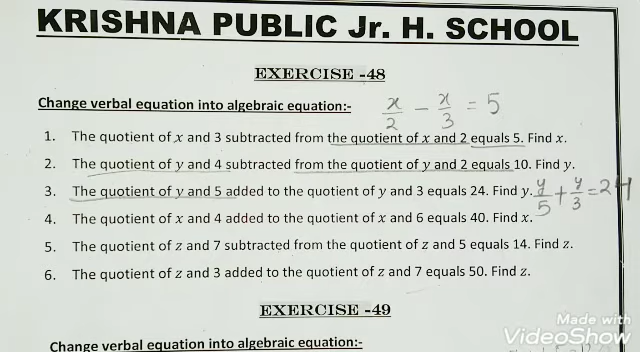 KRISHNA PUBLIC Jr. H. SCHOOL
EXERCISE -48
Change verbal equation into algebraic equation:- x/2 - x/3 = 5
1. The quotient of x and 3 subtracted from the quotient of x and 2 equals 5. Find x.
2. The quotient of y and 4 subtracted from the quotient of y and 2 equals 10. Find y.
3. The quotient of y and 5 added to the quotient of y and 3 equals 24. Find y. y/5 + y/3 = 24
4. The quotient of x and 4 added to the quotient of x and 6 equals 40. Find x.
5. The quotient of z and 7 subtracted from the quotient of z and 5 equals 14. Find z.
6. The quotient of z and 3 added to the quotient of z and 7 equals 50. Find z.
EXERCISE -49
Made with
VideoShow
Change verbal equation into algebraic equation:-